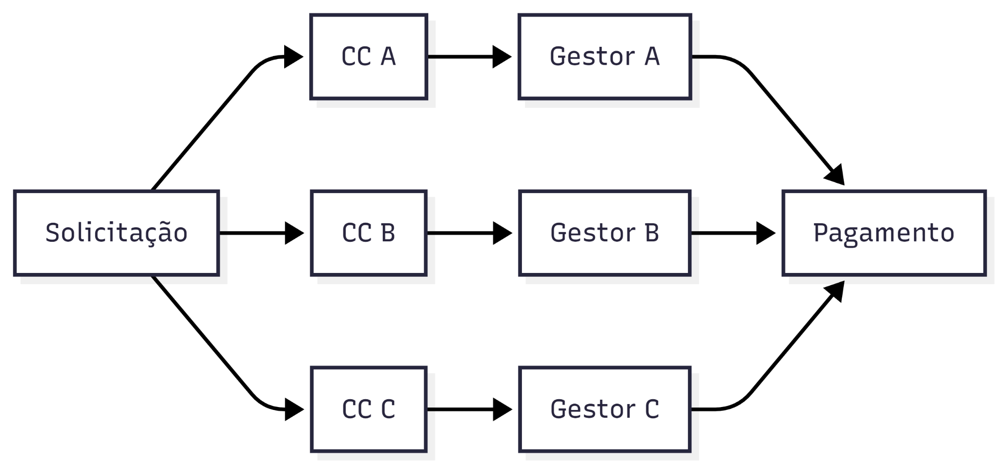 CC A
Gestor A
Solicitação
CC B
Gestor B
Pagamento
CC C
Gestor C